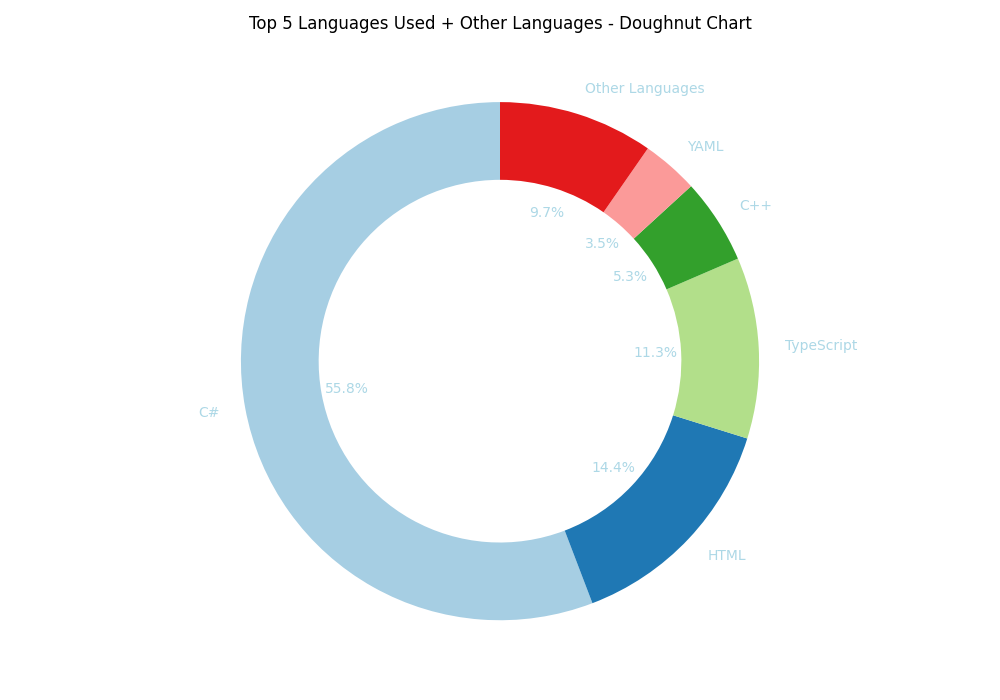 Top 5 Languages Used + Other Languages - Doughnut Chart
Other Languages
YAML
C++
9.7%
3.5%
5.3%
TypeScript
11.3%
55.8%
C#
14.4%
HTML